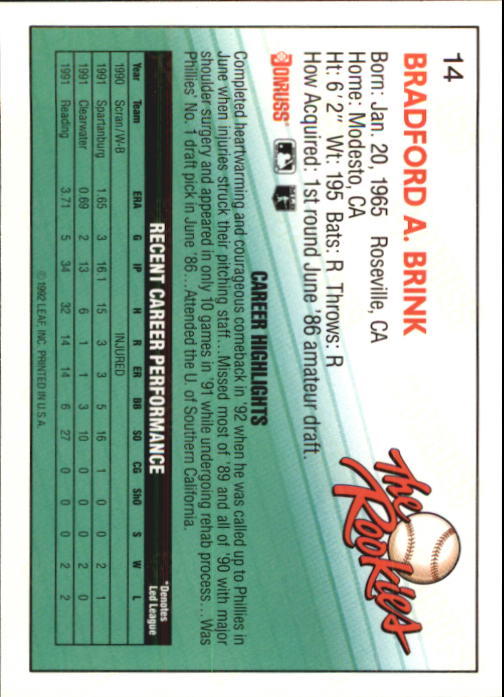 14
BRADFORD A. BRINK
Born: Jan. 20, 1965 Roseville, CA
Home: Modesto, CA
Ht: 6' 2" Wt: 195 Bats: R Throws: R
How Acquired: 1st round June '86 amateur draft.
The Rookies
DONRUSS
CAREER HIGHLIGHTS
Completed heartwarming and courageous comeback in '92 when he was called up to Phillies in
June when injuries struck their pitching staff...Missed most of '89 and all of '90 with major
shoulder surgery and appeared in only 10 games in '91 while undergoing rehab process...Was
Phillies' No. 1 draft pick in June '86...Attended the U. of Southern California.
RECENT CAREER PERFORMANCE
*Denotes
Led League
Year Team ERA G IP H R ER BB SO CG ShO S W L
1990 Scran/W-B INJURED
1991 Spartanburg 1.65 3 16.1 15 3 3 5 16 1 0 0 2 1
1991 Clearwater 0.69 2 13 6 1 1 3 10 0 0 0 2 0
1991 Reading 3.71 5 34 32 14 14 6 27 0 0 0 2 2
©1992 LEAF, INC. PRINTED IN U.S.A.